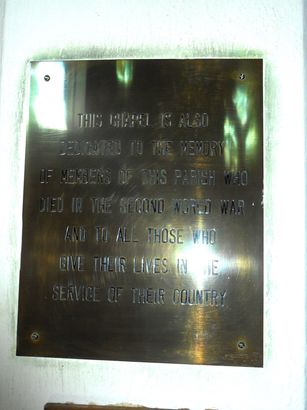 THIS CHAPEL IS ALSO
DEDICATED TO THE MEMORY
OF MEMBERS OF THIS PARISH WHO
DIED IN THE SECOND WORLD WAR
AND TO ALL THOSE WHO
GIVE THEIR LIVES IN THE
SERVICE OF THEIR COUNTRY